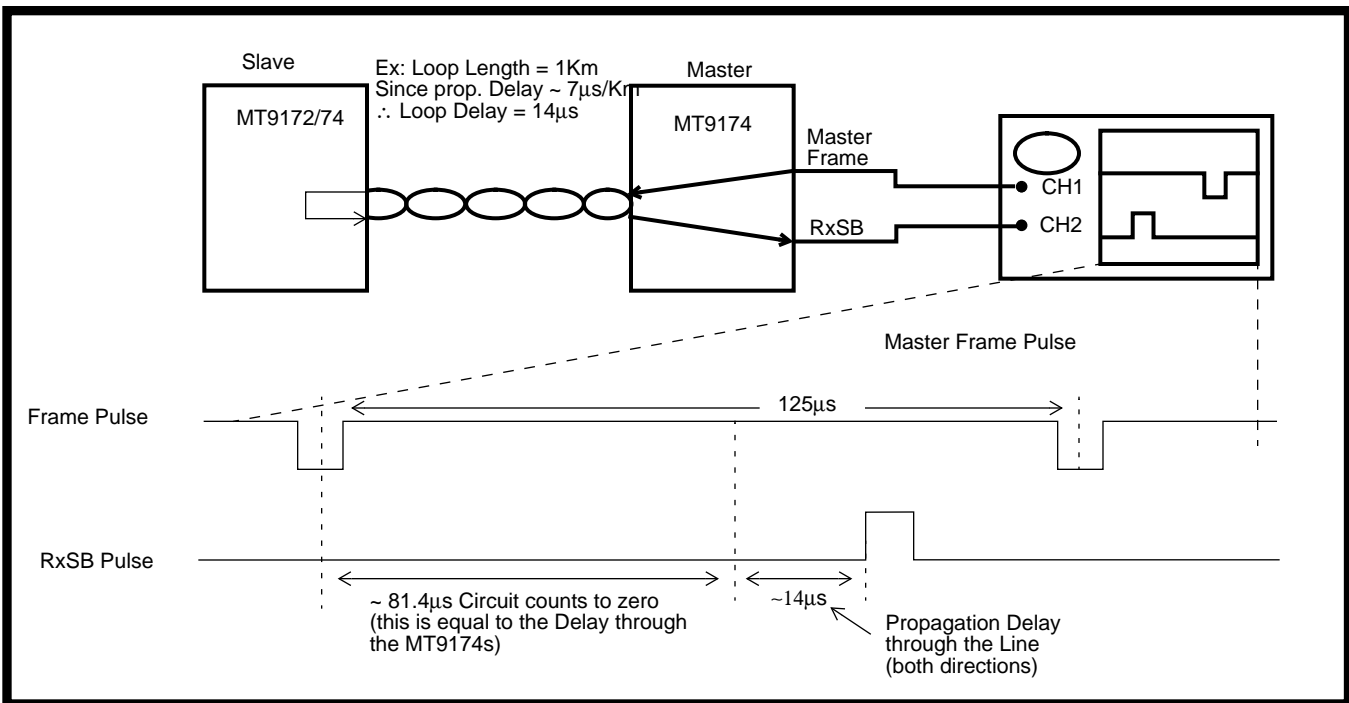 Slave
Ex: Loop Length = 1Km
Since prop. Delay ~ 7μs/Km
∴ Loop Delay = 14μs
Master
MT9172/74
MT9174
Master
Frame
CH1
RxSB
CH2
Master Frame Pulse
Frame Pulse
125μs
RxSB Pulse
~ 81.4μs Circuit counts to zero
(this is equal to the Delay through
the MT9174s)
~14μs
Propagation Delay
through the Line
(both directions)